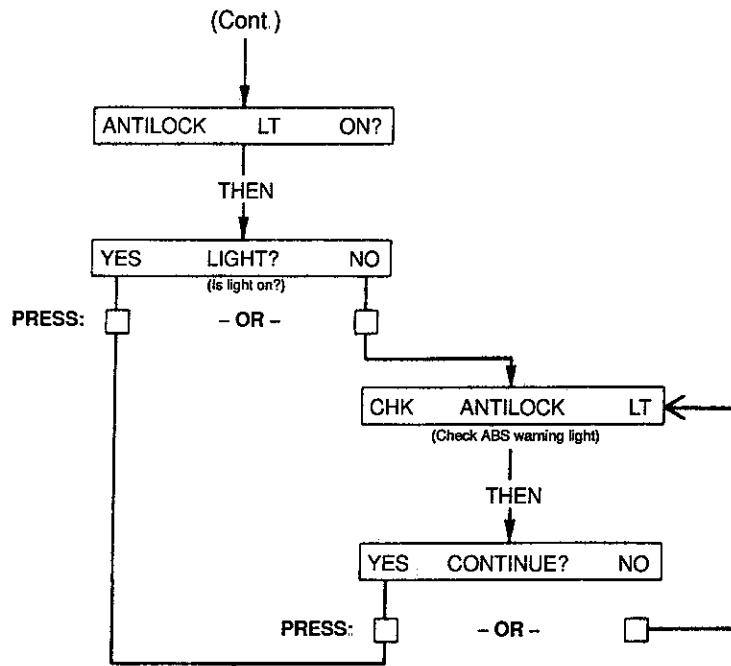 (Cont.)
ANTILOCK LT ON?
THEN
YES LIGHT? NO
(Is light on?)
PRESS: – OR –
CHK ANTILOCK LT
(Check ABS warning light)
THEN
YES CONTINUE? NO
PRESS: – OR –